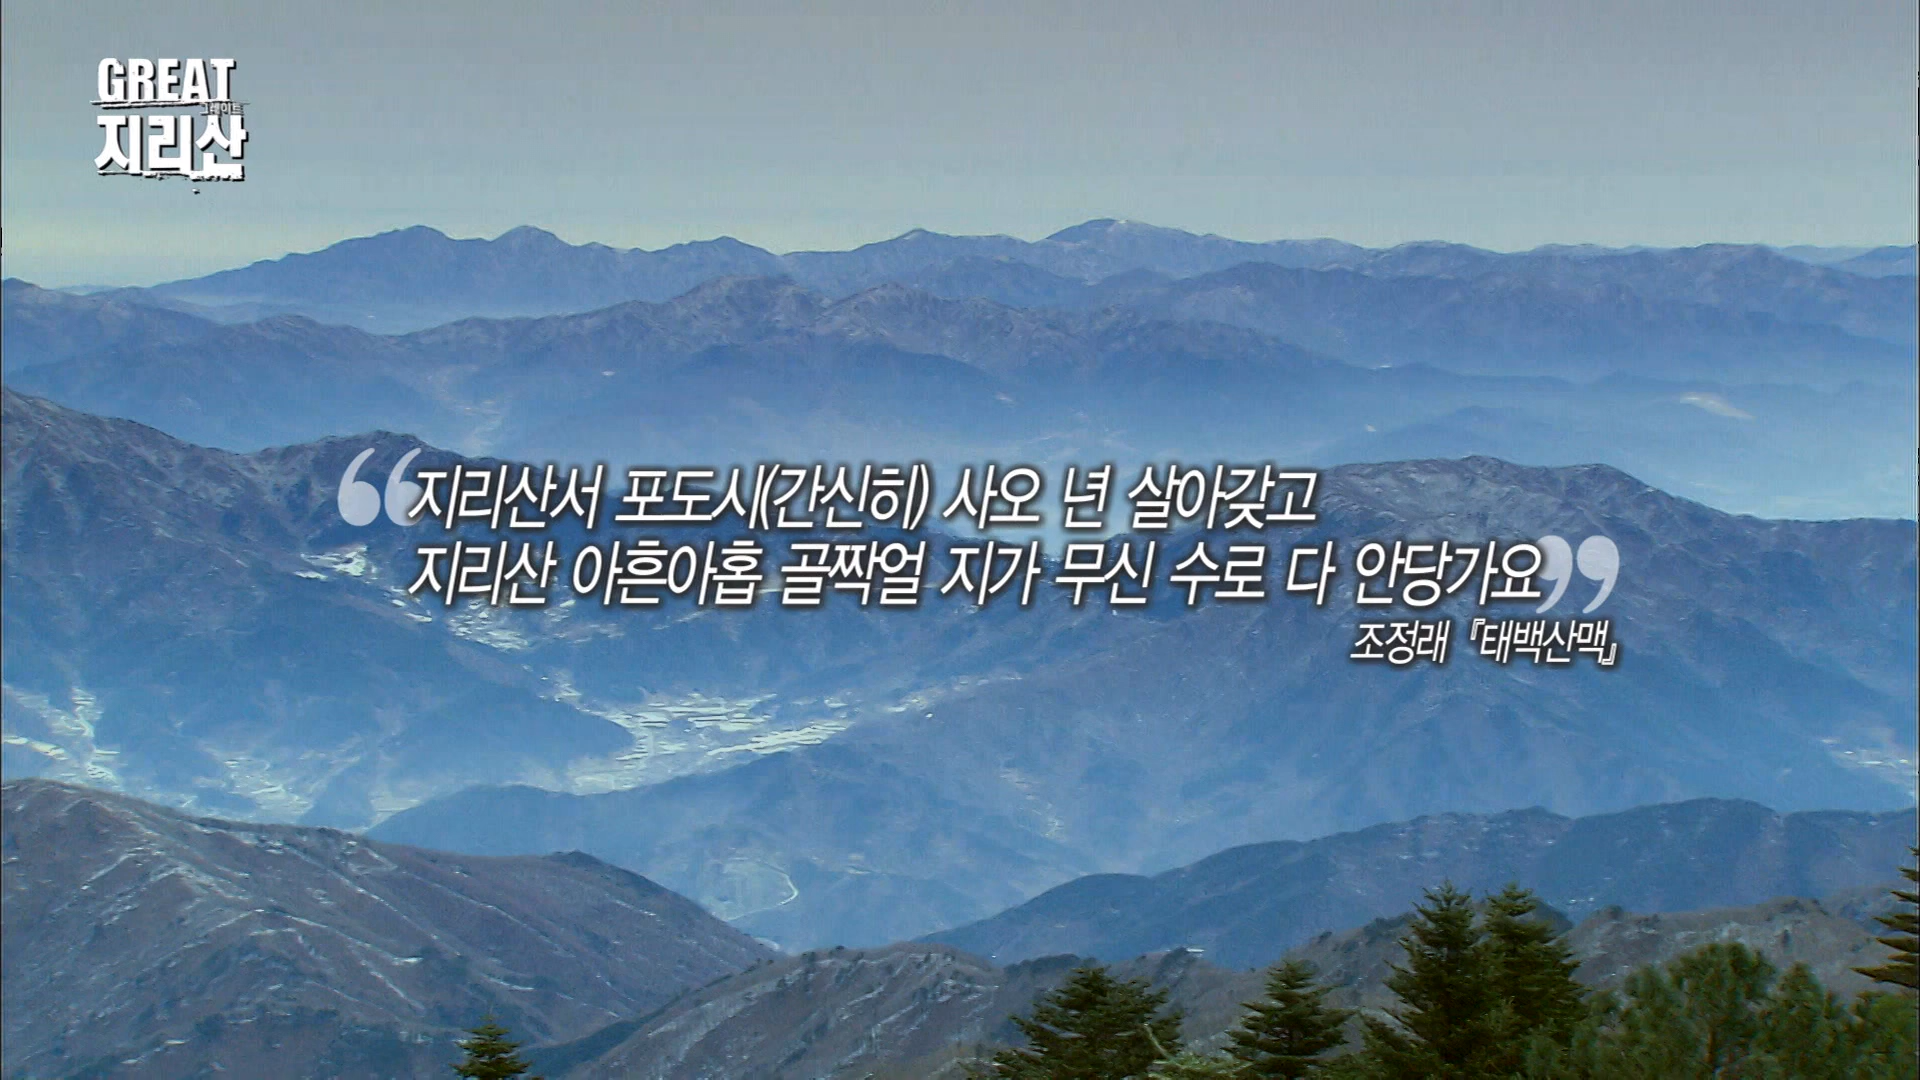 GREAT
그레이트
지리산
“지리산서 포도시(간신히) 사오 년 살아갖고
지리산 아흔아홉 골짝얼 지가 무신 수로 다 안당가요”
조정래 『태백산맥』